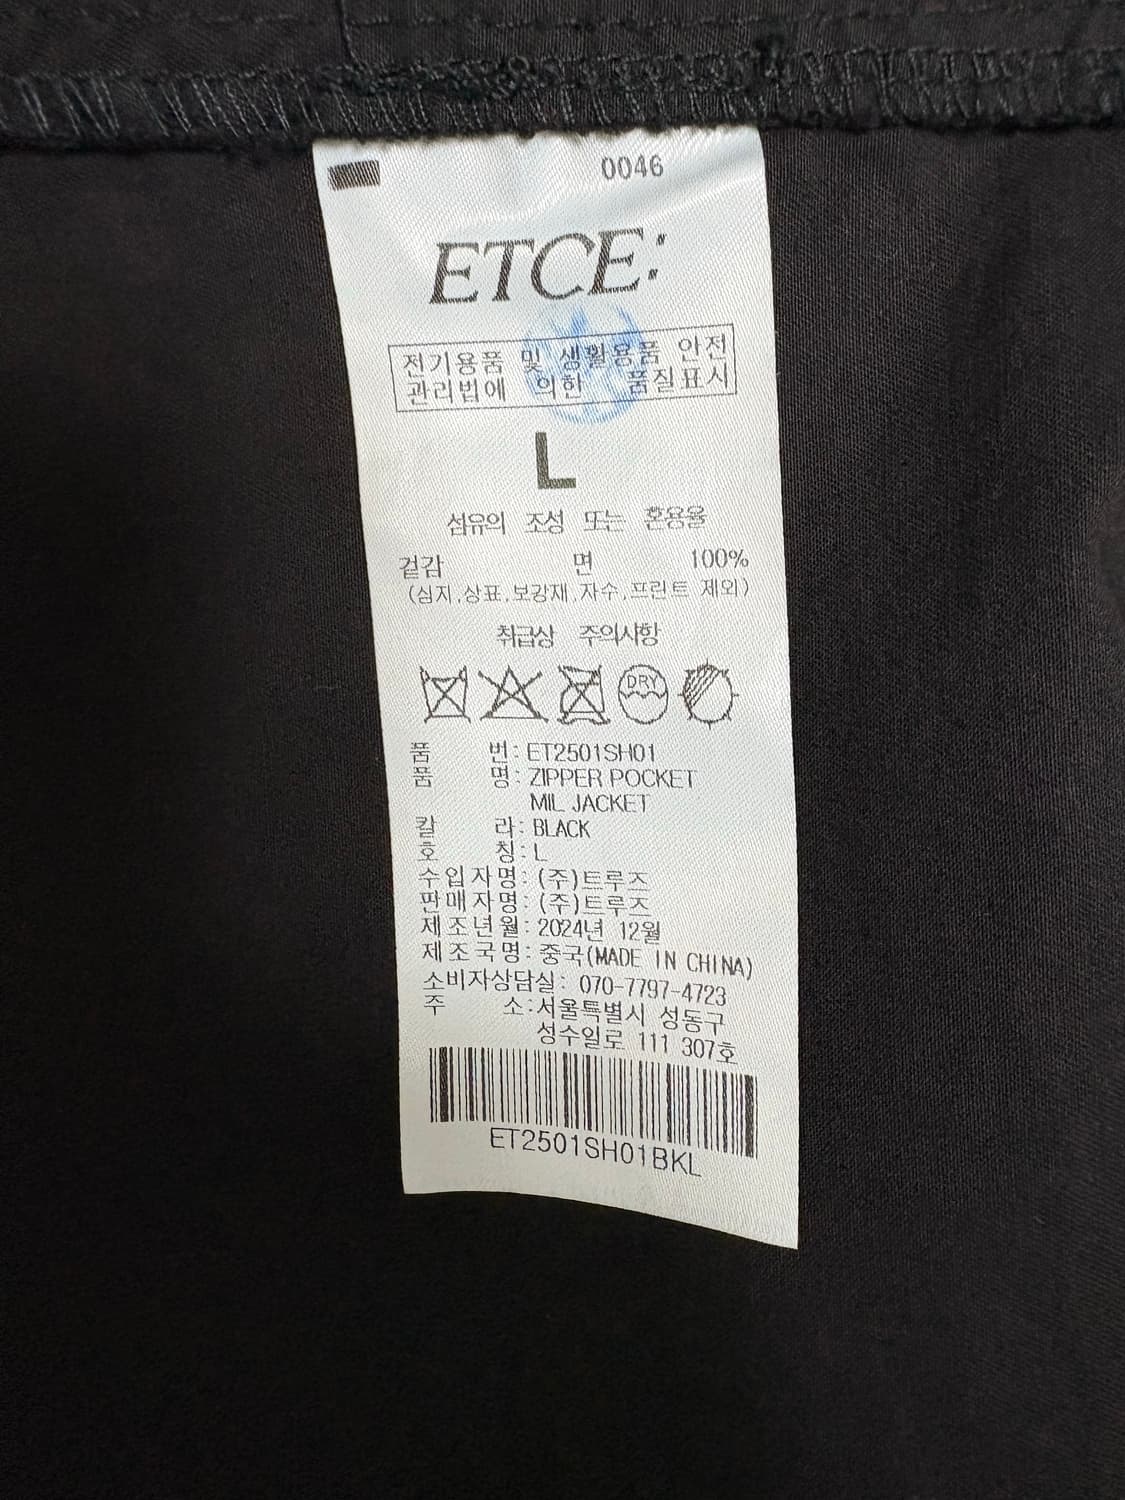 0046
ETCE:
전기용품 및 생활용품 안전
관리법에 의한 품질표시
L
섬유의 조성 또는 혼용율
겉감 면 100%
(심지,상표,보강재,자수,프린트 제외)
취급상 주의사항
DRY
품 번: ET2501SH01
품 명: ZIPPER POCKET
MIL JACKET
칼 라: BLACK
호 칭: L
수입자명: (주)트루즈
판매자명: (주)트루즈
제조년월: 2024년 12월
제조국명: 중국(MADE IN CHINA)
소비자상담실: 070-7797-4723
주 소:서울특별시 성동구
성수일로 111 307호
ET2501SH01BKL